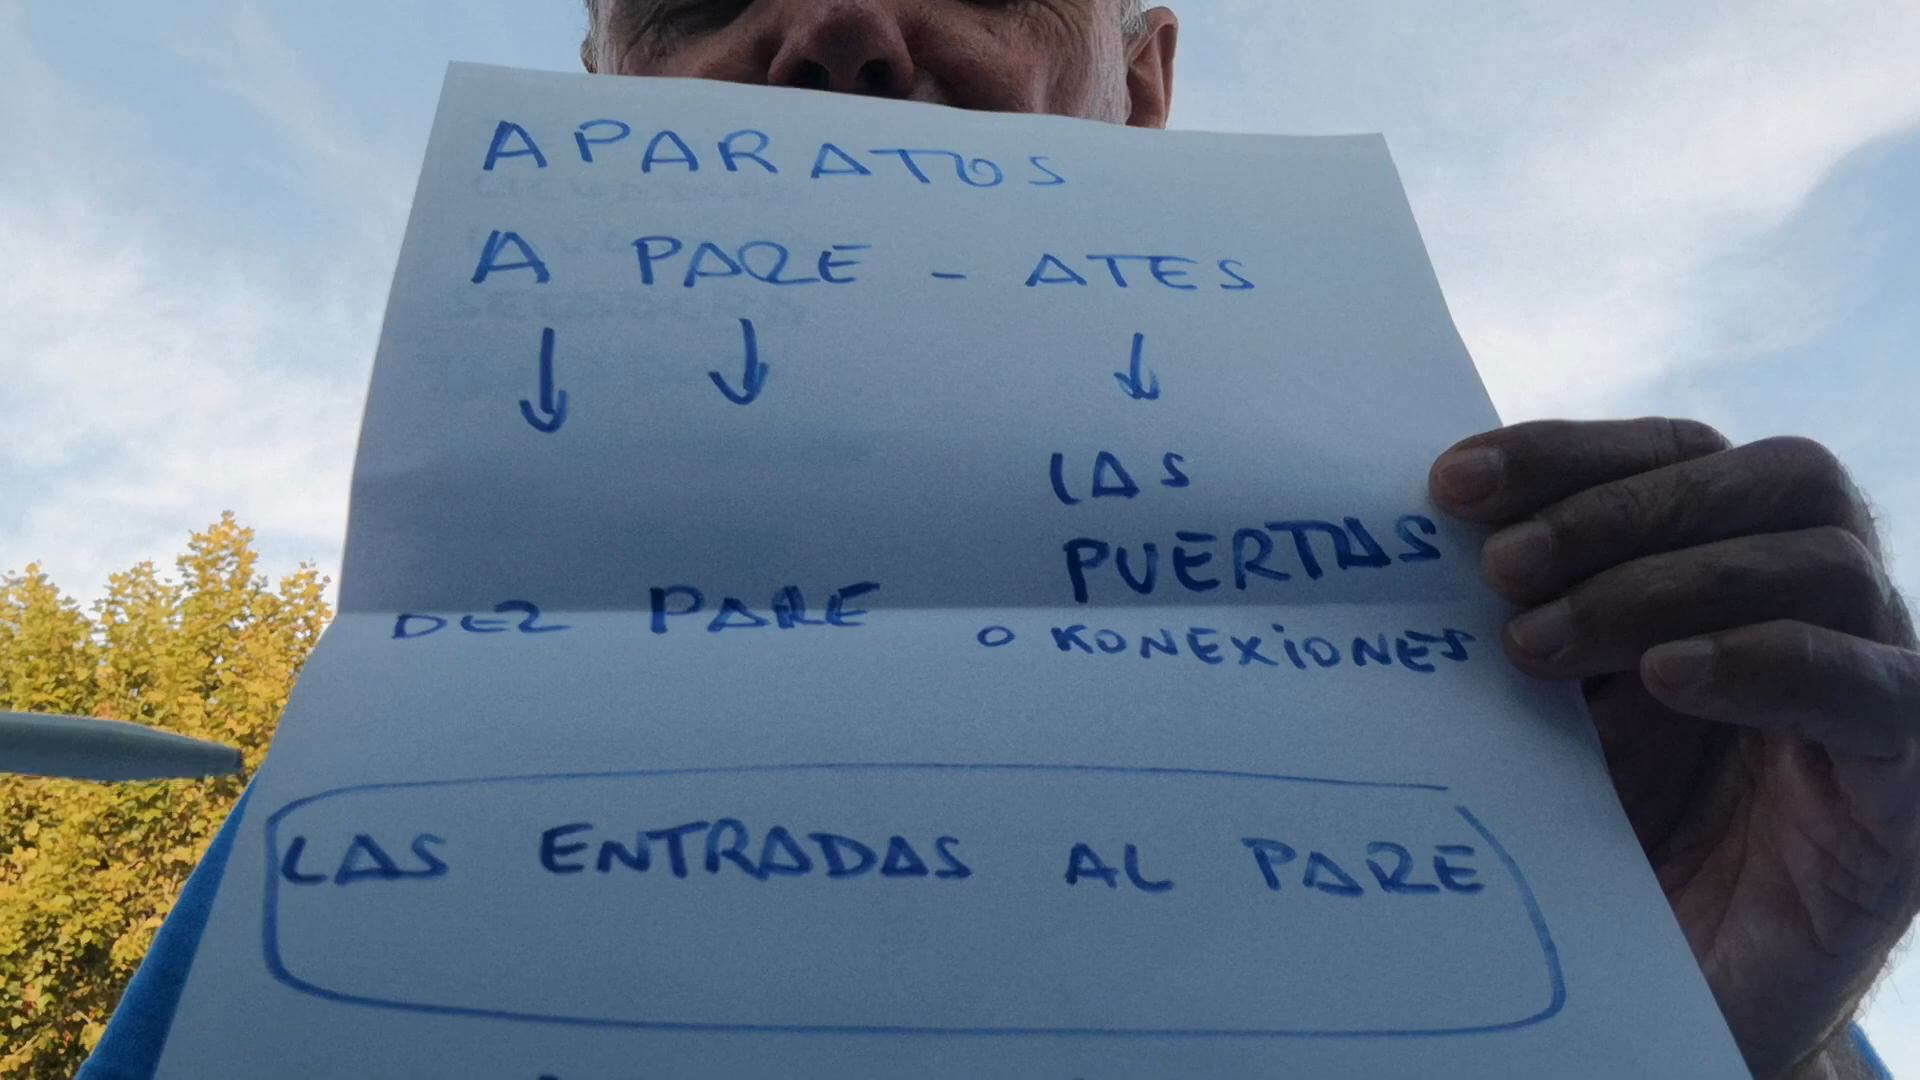 APARATOS
A PARE - ATES
LAS
PUERTAS
DEL PARE O KONEXIONES
LAS ENTRADAS AL PARE